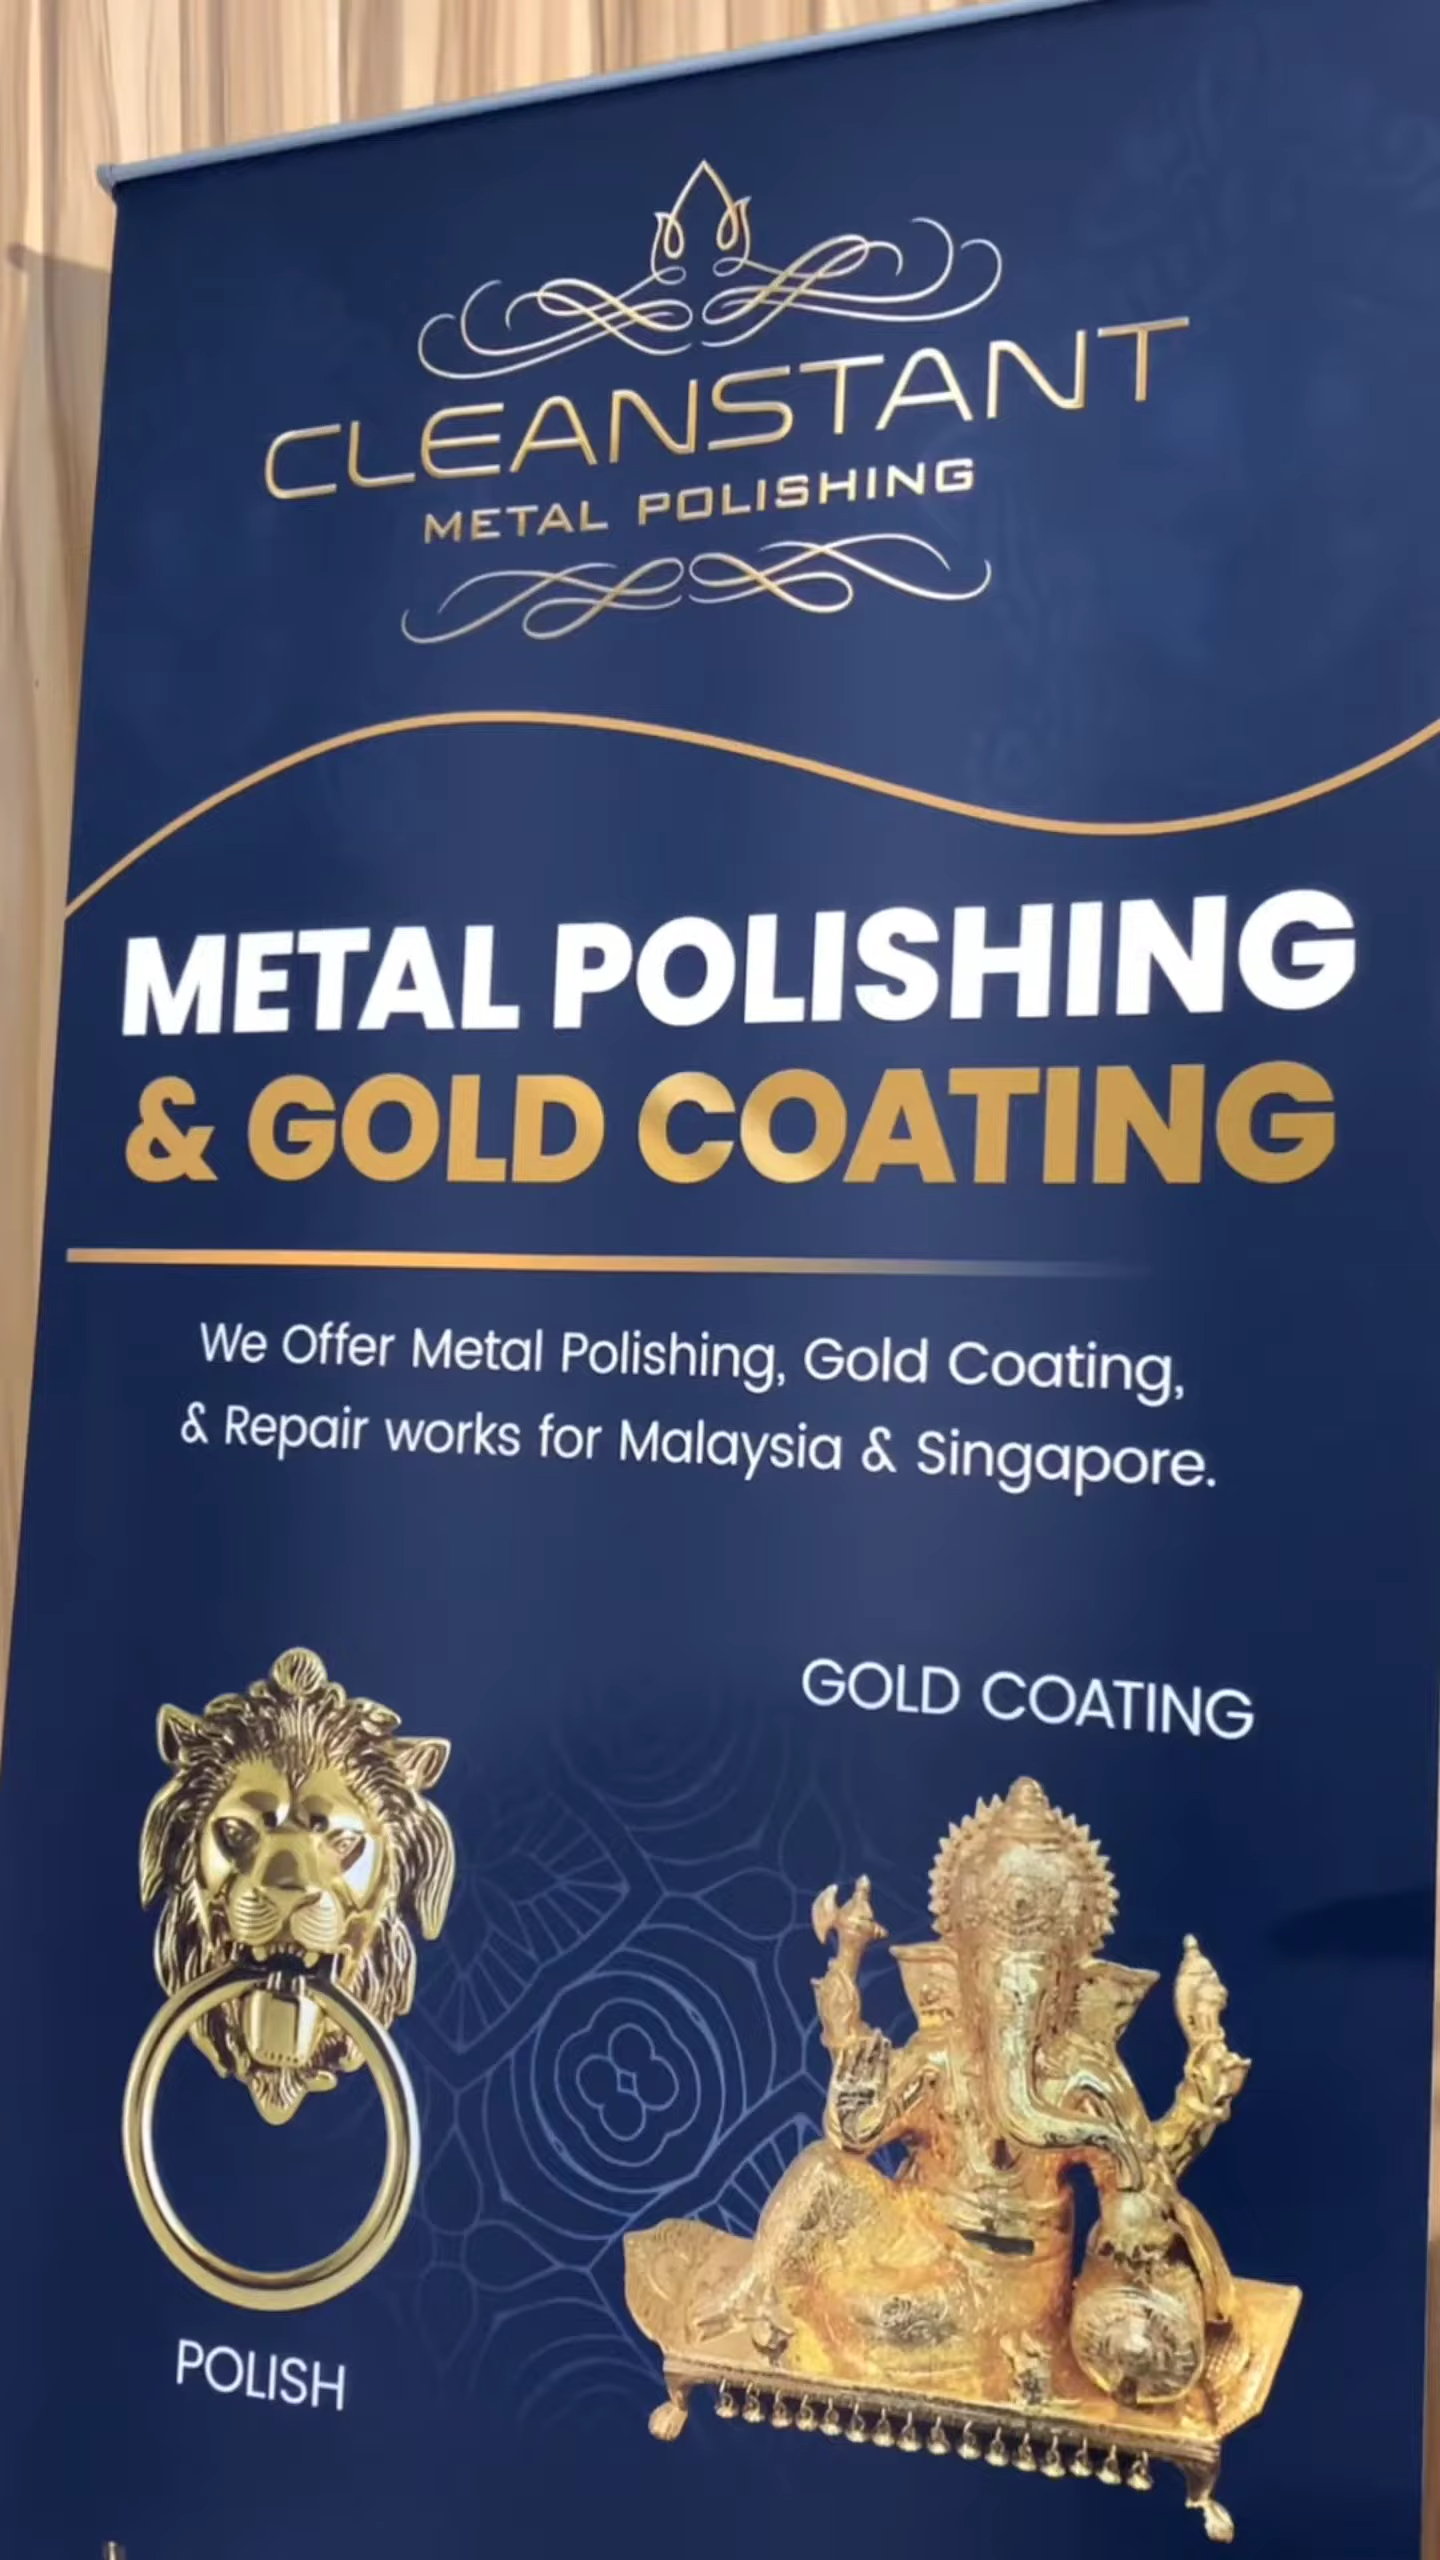 CLEANSTANT
METAL POLISHING
METAL POLISHING
& GOLD COATING
We Offer Metal Polishing, Gold Coating,
& Repair works for Malaysia & Singapore.
GOLD COATING
POLISH